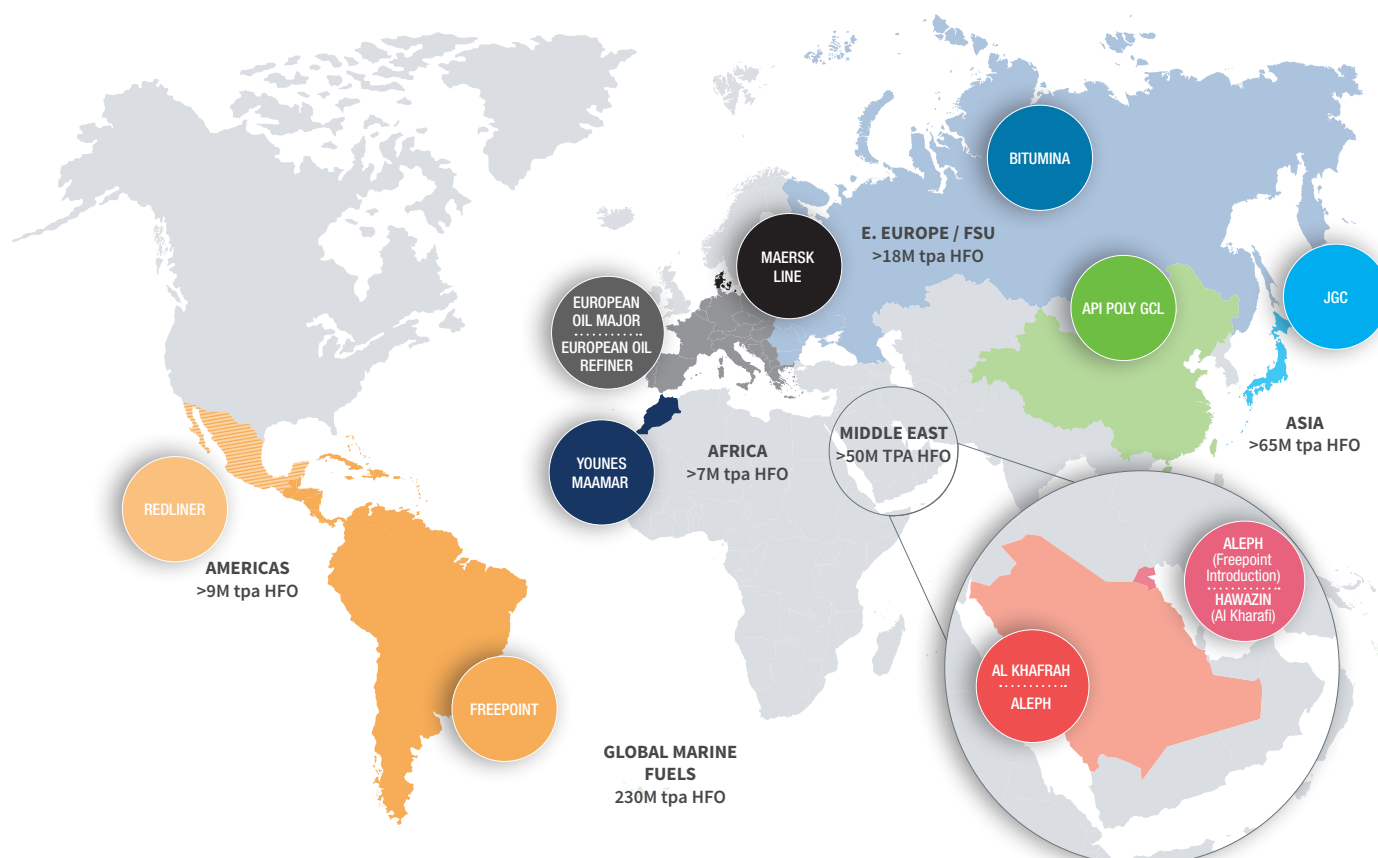 BITUMINA
MAERSK
LINE
E. EUROPE / FSU
>18M tpa HFO
EUROPEAN
OIL MAJOR
EUROPEAN OIL
REFINER
API POLY GCL
JGC
ASIA
>65M tpa HFO
MIDDLE EAST
>50M TPA HFO
AFRICA
>7M tpa HFO
YOUNES
MAAMAR
REDLINER
AMERICAS
>9M tpa HFO
FREEPOINT
GLOBAL MARINE
FUELS
230M tpa HFO
ALEPH
(Freepoint
Introduction)
HAWAZIN
(Al Kharafi)
AL KHAFRAH
ALEPH